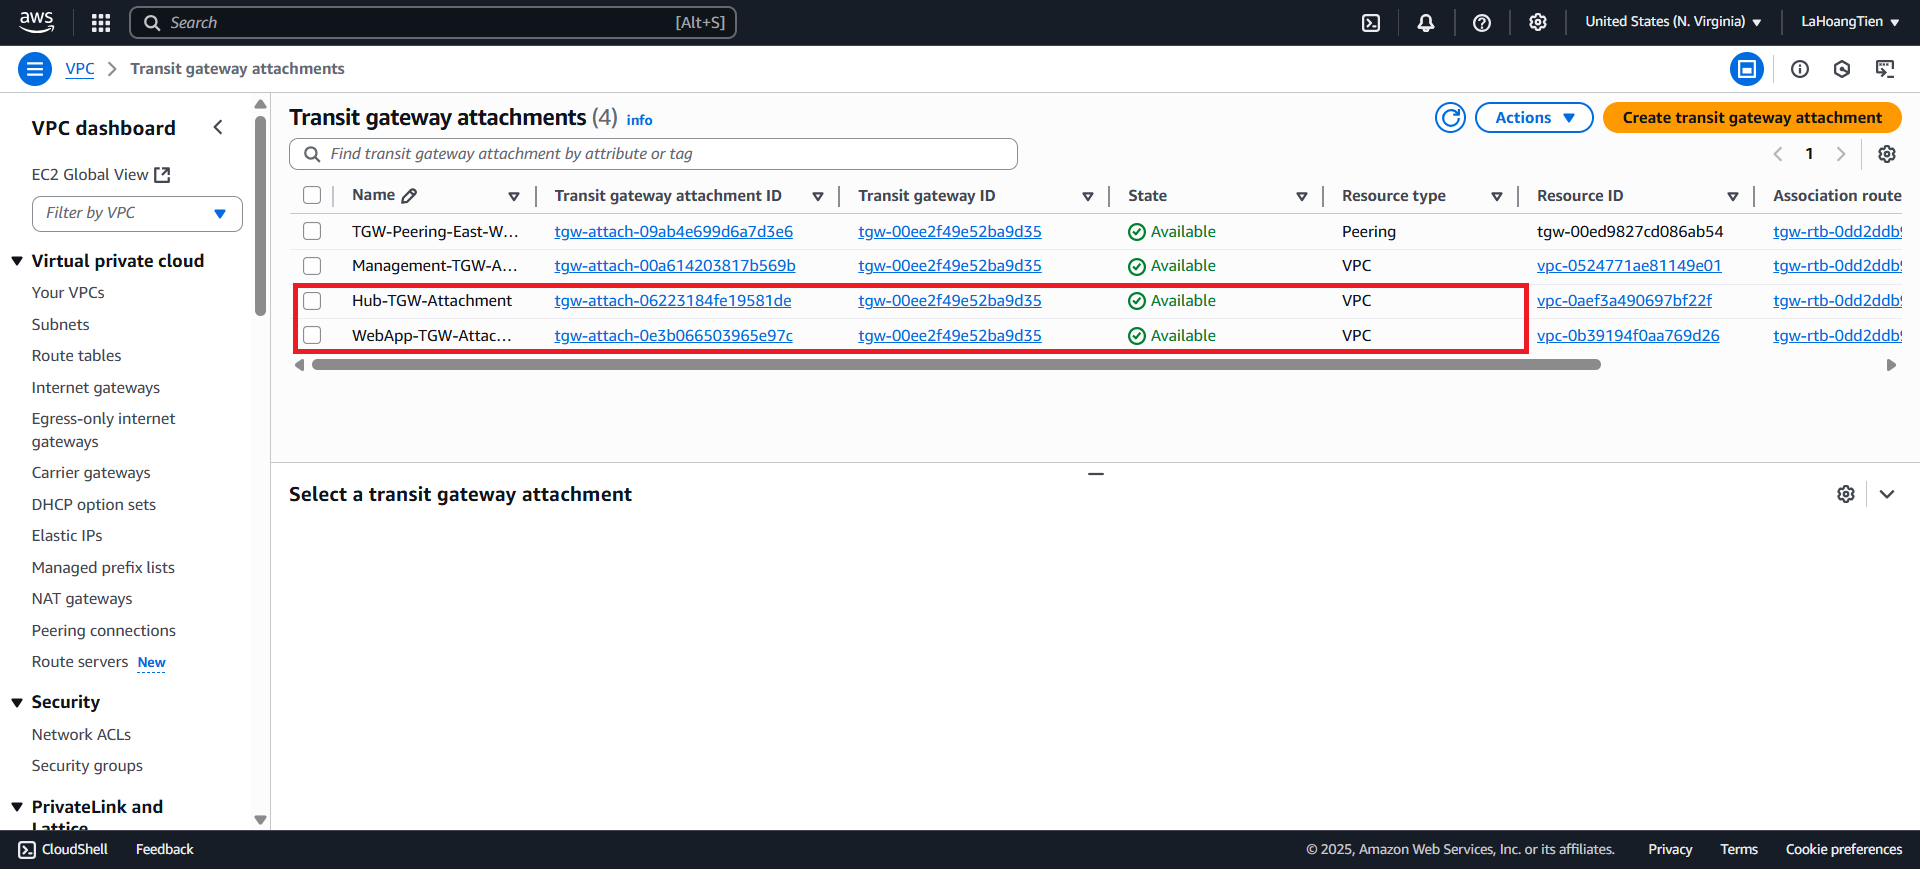 aws
Search [Alt+S]
United States (N. Virginia)
LaHoangTien
VPC
Transit gateway attachments
VPC dashboard
EC2 Global View
Filter by VPC
Virtual private cloud
Your VPCs
Subnets
Route tables
Internet gateways
Egress-only internet
gateways
Carrier gateways
DHCP option sets
Elastic IPs
Managed prefix lists
NAT gateways
Peering connections
Route servers New
Security
Network ACLs
Security groups
PrivateLink and
Lattice
Transit gateway attachments (4) info
Actions
Create transit gateway attachment
Find transit gateway attachment by attribute or tag
1
Name Transit gateway attachment ID Transit gateway ID State Resource type Resource ID Association route
TGW-Peering-East-W... tgw-attach-09ab4e699d6a7d3e6 tgw-00ee2f49e52ba9d35 Available Peering tgw-00ed9827cd086ab54 tgw-rtb-0dd2ddb
Management-TGW-A... tgw-attach-00a614203817b569b tgw-00ee2f49e52ba9d35 Available VPC vpc-0524771ae81149e01 tgw-rtb-0dd2ddb
Hub-TGW-Attachment tgw-attach-06223184fe19581de tgw-00ee2f49e52ba9d35 Available VPC vpc-0aef3a490697bf22f tgw-rtb-0dd2ddb
WebApp-TGW-Attac... tgw-attach-0e3b066503965e97c tgw-00ee2f49e52ba9d35 Available VPC vpc-0b39194f0aa769d26 tgw-rtb-0dd2ddb
Select a transit gateway attachment
CloudShell
Feedback
© 2025, Amazon Web Services, Inc. or its affiliates.
Privacy
Terms
Cookie preferences